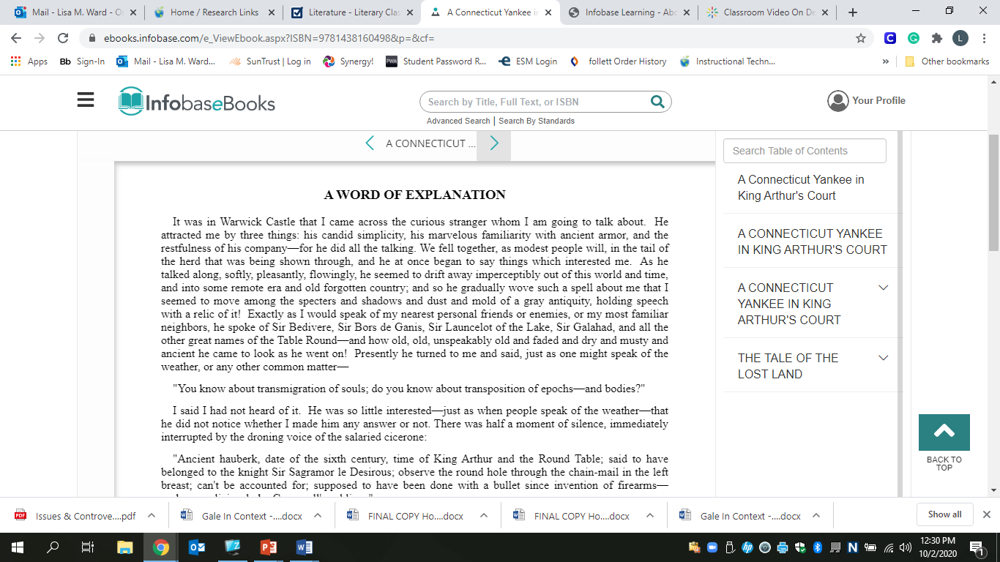 Mail - Lisa M. Ward - O
Home / Research Links
Literature - Literary Clas
A Connecticut Yankee in
Infobase Learning - Abo
Classroom Video On De
ebooks.infobase.com/e_ViewEbook.aspx?ISBN=9781438160498&p=&cf=
L
Apps
Bb Sign-In
Mail - Lisa M. Ward...
SunTrust | Log in
Synergy!
PWM Student Password R...
ESM Login
follett Order History
Instructional Techn...
»
Other bookmarks
InfobaseBooks
Search by Title, Full Text, or ISBN
Advanced Search | Search By Standards
Your Profile
A CONNECTICUT ...
A WORD OF EXPLANATION
It was in Warwick Castle that I came across the curious stranger whom I am going to talk about. He
attracted me by three things: his candid simplicity, his marvelous familiarity with ancient armor, and the
restfulness of his company—for he did all the talking. We fell together, as modest people will, in the tail of
the herd that was being shown through, and he at once began to say things which interested me. As he
talked along, softly, pleasantly, flowingly, he seemed to drift away imperceptibly out of this world and time,
and into some remote era and old forgotten country; and so he gradually wove such a spell about me that I
seemed to move among the specters and shadows and dust and mold of a gray antiquity, holding speech
with a relic of it! Exactly as I would speak of my nearest personal friends or enemies, or my most familiar
neighbors, he spoke of Sir Bedivere, Sir Bors de Ganis, Sir Launcelot of the Lake, Sir Galahad, and all the
other great names of the Table Round—and how old, old, unspeakably old and faded and dry and musty and
ancient he came to look as he went on! Presently he turned to me and said, just as one might speak of the
weather, or any other common matter—
"You know about transmigration of souls; do you know about transposition of epochs—and bodies?"
I said I had not heard of it. He was so little interested—just as when people speak of the weather—that
he did not notice whether I made him any answer or not. There was half a moment of silence, immediately
interrupted by the droning voice of the salaried cicerone:
"Ancient hauberk, date of the sixth century, time of King Arthur and the Round Table; said to have
belonged to the knight Sir Sagramor le Desirous; observe the round hole through the chain-mail in the left
breast; can't be accounted for; supposed to have been done with a bullet since invention of firearms—
Search Table of Contents
A Connecticut Yankee in
King Arthur's Court
A CONNECTICUT YANKEE
IN KING ARTHUR'S COURT
A CONNECTICUT
YANKEE IN KING
ARTHUR'S COURT
THE TALE OF THE
LOST LAND
BACK TO
TOP
Issues & Controve....pdf
Gale In Context -....docx
FINAL COPY Ho....docx
FINAL COPY Ho....docx
Gale In Context -....docx
Show all
12:30 PM
10/2/2020
1